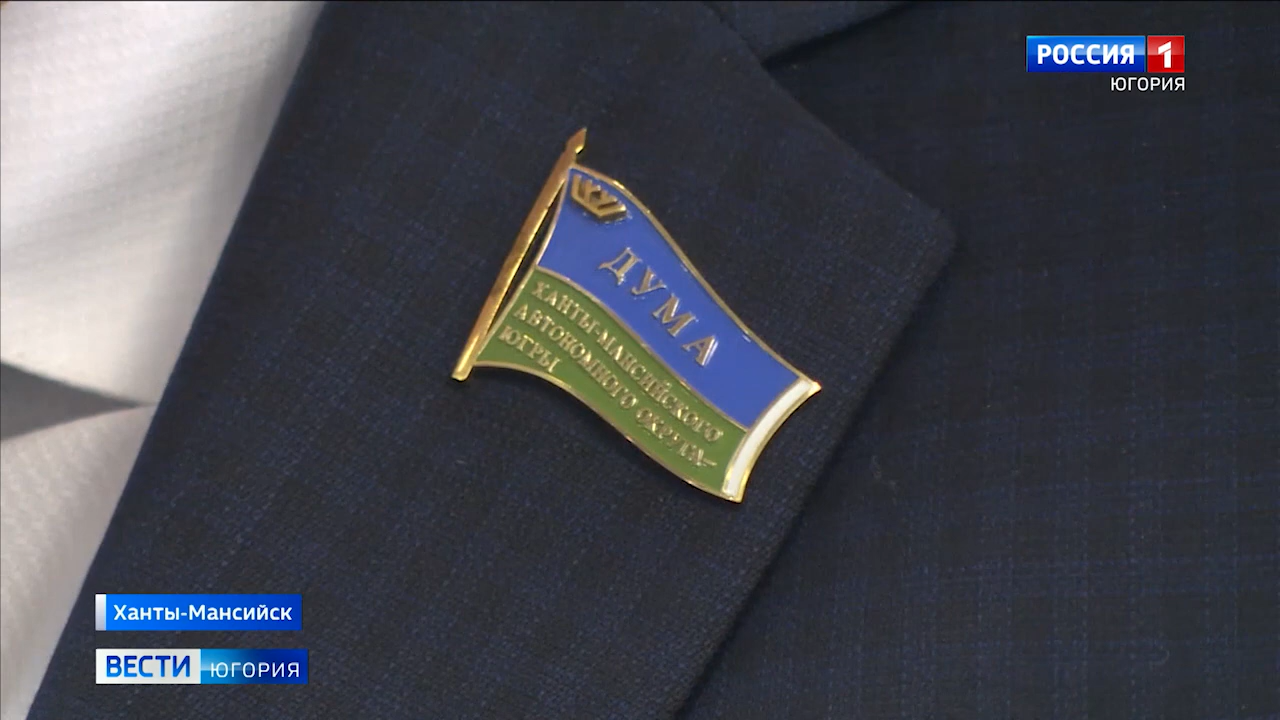 РОССИЯ 1
ЮГОРИЯ
ДУМА
ХАНТЫ-МАНСИЙСКОГО
АВТОНОМНОГО ОКРУГА-
ЮГРЫ
Ханты-Мансийск
ВЕСТИ ЮГОРИЯ